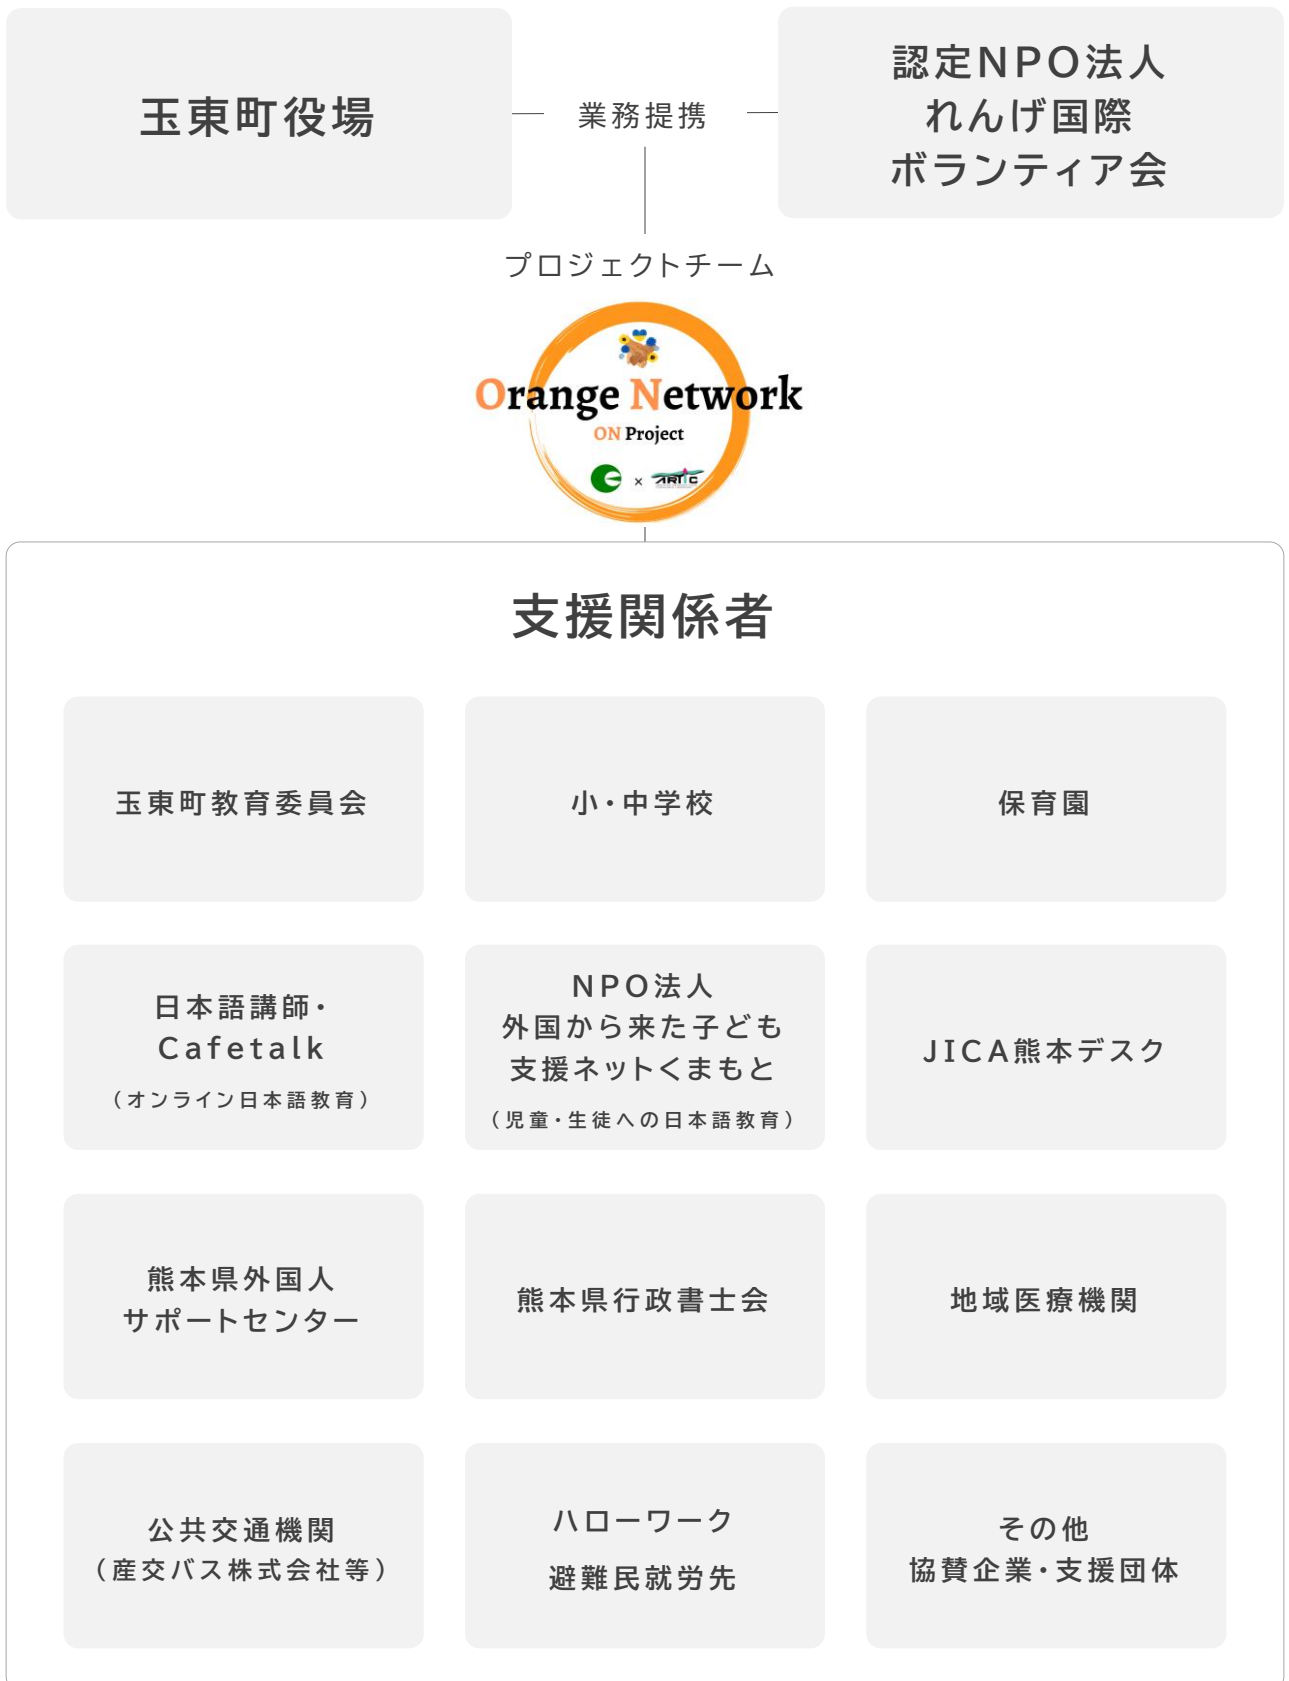 玉東町役場
業務提携
認定NPO法人
れんげ国際
ボランティア会
プロジェクトチーム
Orange Network
ON Project
× ARTIC
支援関係者
玉東町教育委員会
小・中学校
保育園
日本語講師・
Cafetalk
（オンライン日本語教育）
NPO法人
外国から来た子ども
支援ネットくまもと
（児童・生徒への日本語教育）
JICA熊本デスク
熊本県外国人
サポートセンター
熊本県行政書士会
地域医療機関
公共交通機関
（産交バス株式会社等）
ハローワーク
避難民就労先
その他
協賛企業・支援団体